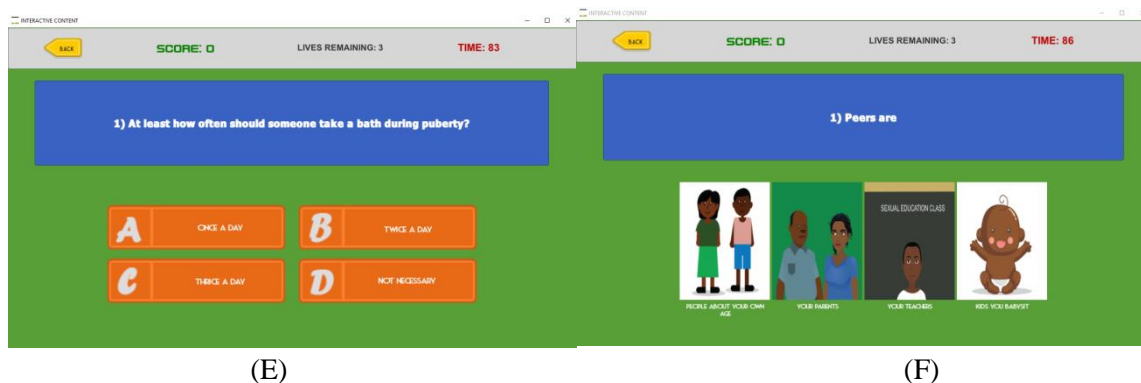 INTERACTIVE CONTENT
BACK
SCORE: 0
LIVES REMAINING: 3
TIME: 83
1) At least how often should someone take a bath during puberty?
A ONCE A DAY
B TWICE A DAY
C THRICE A DAY
D NOT NECESSARY
(E)
INTERACTIVE CONTENT
BACK
SCORE: 0
LIVES REMAINING: 3
TIME: 86
1) Peers are
SEXUAL EDUCATION CLASS
PEOPLE ABOUT YOUR OWN
AGE
YOUR PARENTS
YOUR TEACHERS
KIDS YOU BABYSIT
(F)